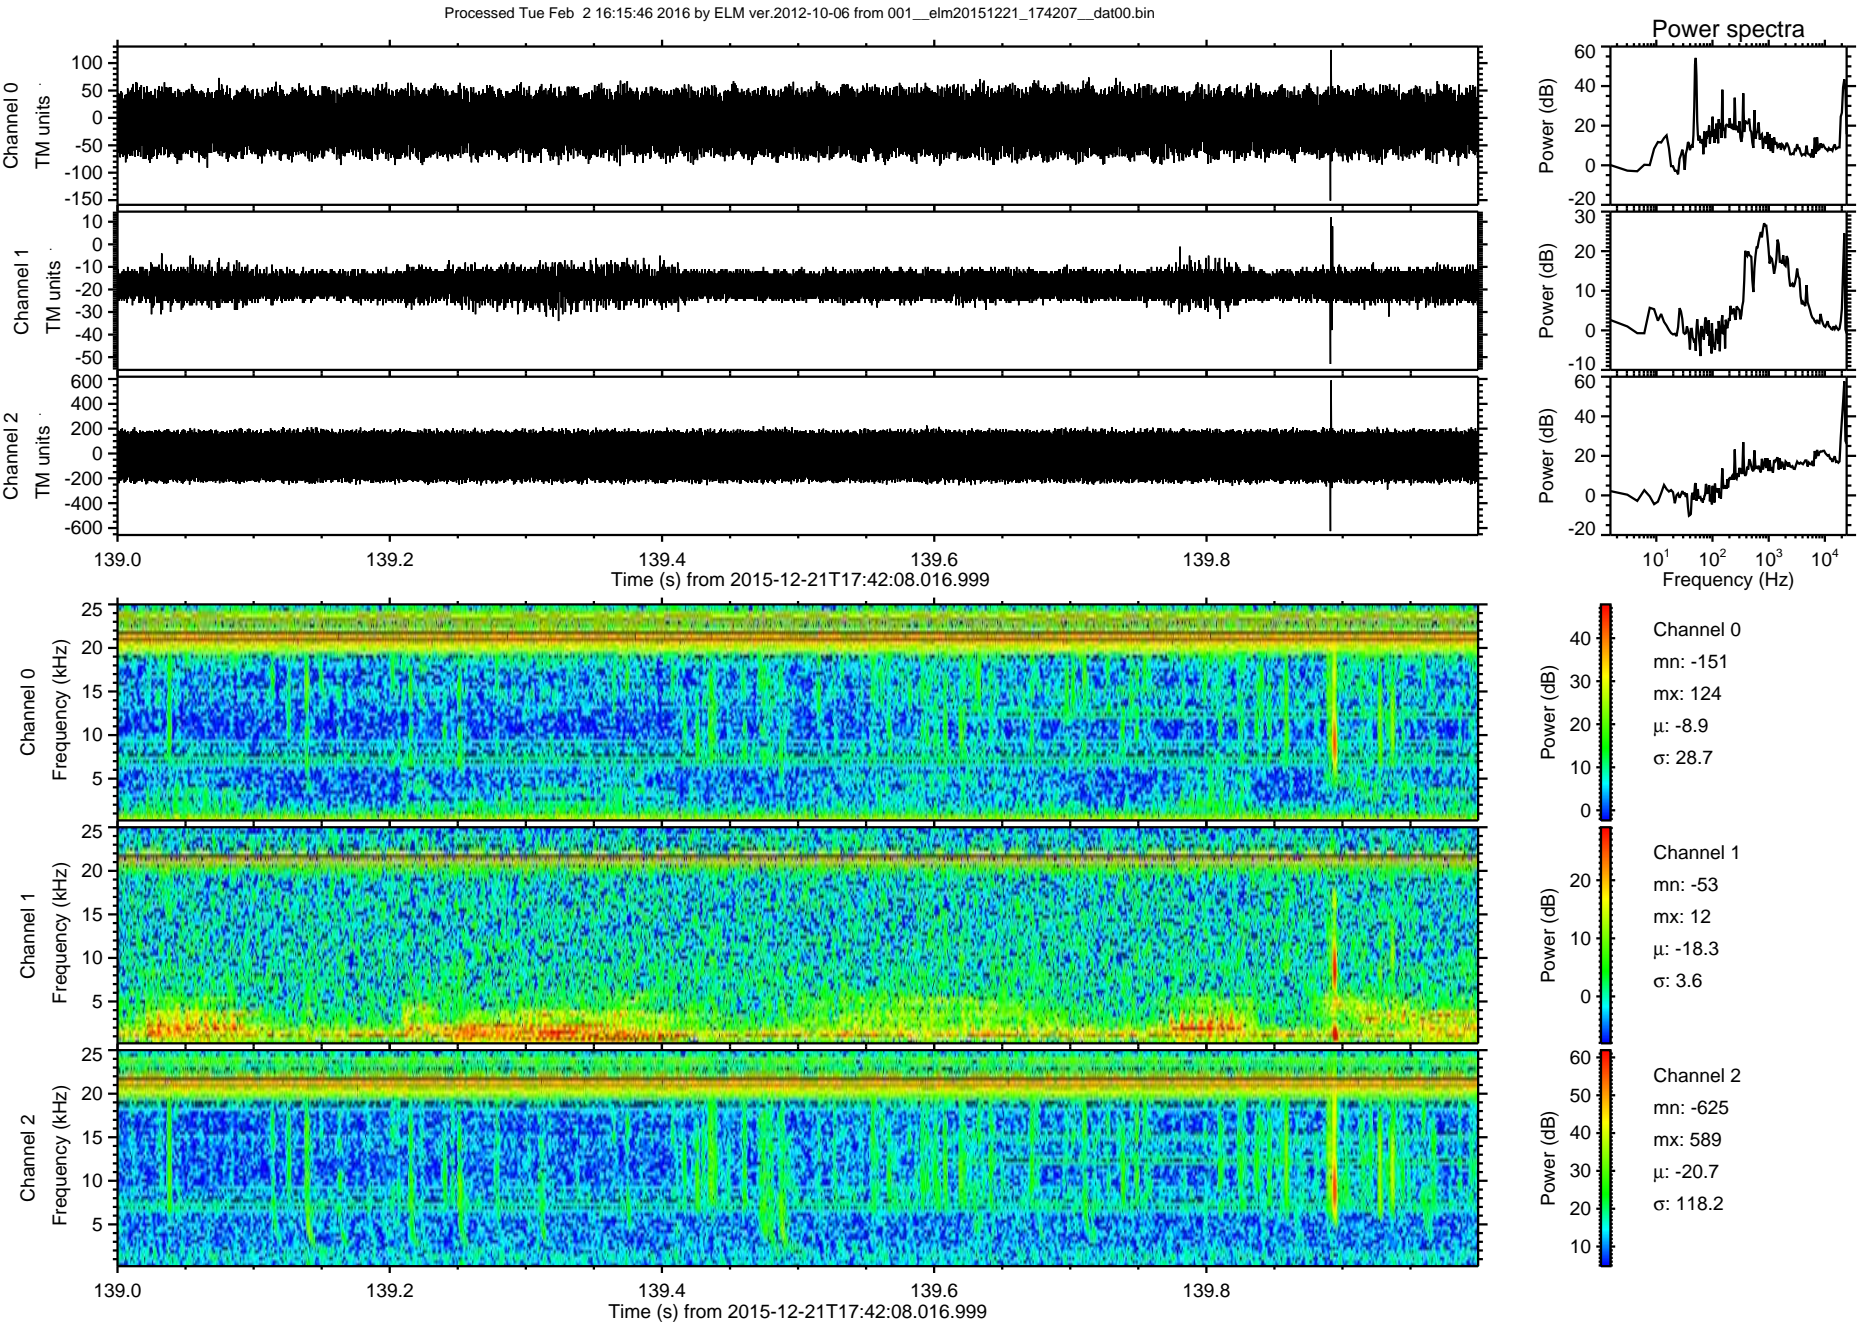 Processed Tue Feb  2 16:15:46 2016 by ELM ver.2012-10-06 from 001__elm20151221_174207__dat00.bin
Power spectra
Channel 0
TM units
100
50
0
-50
-100
-150
Power (dB)
60
40
20
0
-20
Channel 1
TM units
10
0
-10
-20
-30
-40
-50
Power (dB)
30
20
10
0
-10
Channel 2
TM units
600
400
200
0
-200
-400
-600
Power (dB)
60
40
20
0
-20
139.0 139.2 139.4 139.6 139.8
Time (s) from 2015-12-21T17:42:08.016.999
10^1 10^2 10^3 10^4
Frequency (Hz)
Channel 0
Frequency (kHz)
25
20
15
10
5
Power (dB)
40
30
20
10
0
Channel 0
mn: -151
mx: 124
μ: -8.9
σ: 28.7
Channel 1
Frequency (kHz)
25
20
15
10
5
Power (dB)
20
10
0
Channel 1
mn: -53
mx: 12
μ: -18.3
σ: 3.6
Channel 2
Frequency (kHz)
25
20
15
10
5
Power (dB)
60
50
40
30
20
10
Channel 2
mn: -625
mx: 589
μ: -20.7
σ: 118.2
139.0 139.2 139.4 139.6 139.8
Time (s) from 2015-12-21T17:42:08.016.999